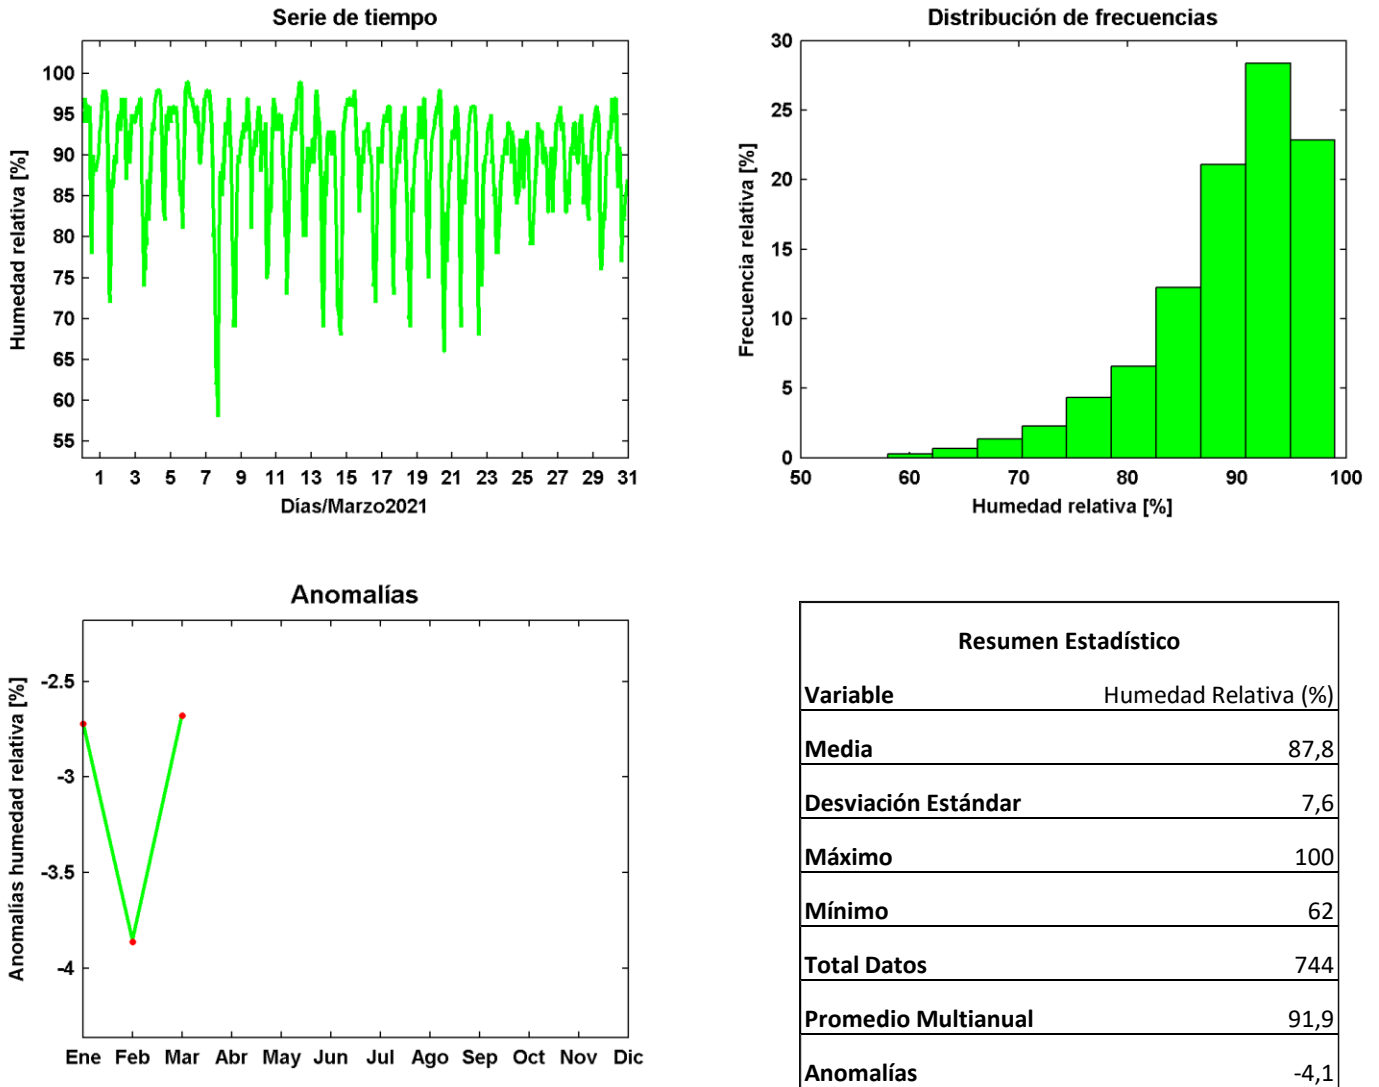 Serie de tiempo
Humedad relativa [%]
100
95
90
85
80
75
70
65
60
55
1 3 5 7 9 11 13 15 17 19 21 23 25 27 29 31
Días/Marzo2021
Distribución de frecuencias
Frecuencia relativa [%]
30
25
20
15
10
5
0
50 60 70 80 90 100
Humedad relativa [%]
Anomalías
Anomalías humedad relativa [%]
-2.5
-3
-3.5
-4
Ene Feb Mar Abr May Jun Jul Ago Sep Oct Nov Dic
Resumen Estadístico
Variable Humedad Relativa (%)
Media 87,8
Desviación Estándar 7,6
Máximo 100
Mínimo 62
Total Datos 744
Promedio Multianual 91,9
Anomalías -4,1